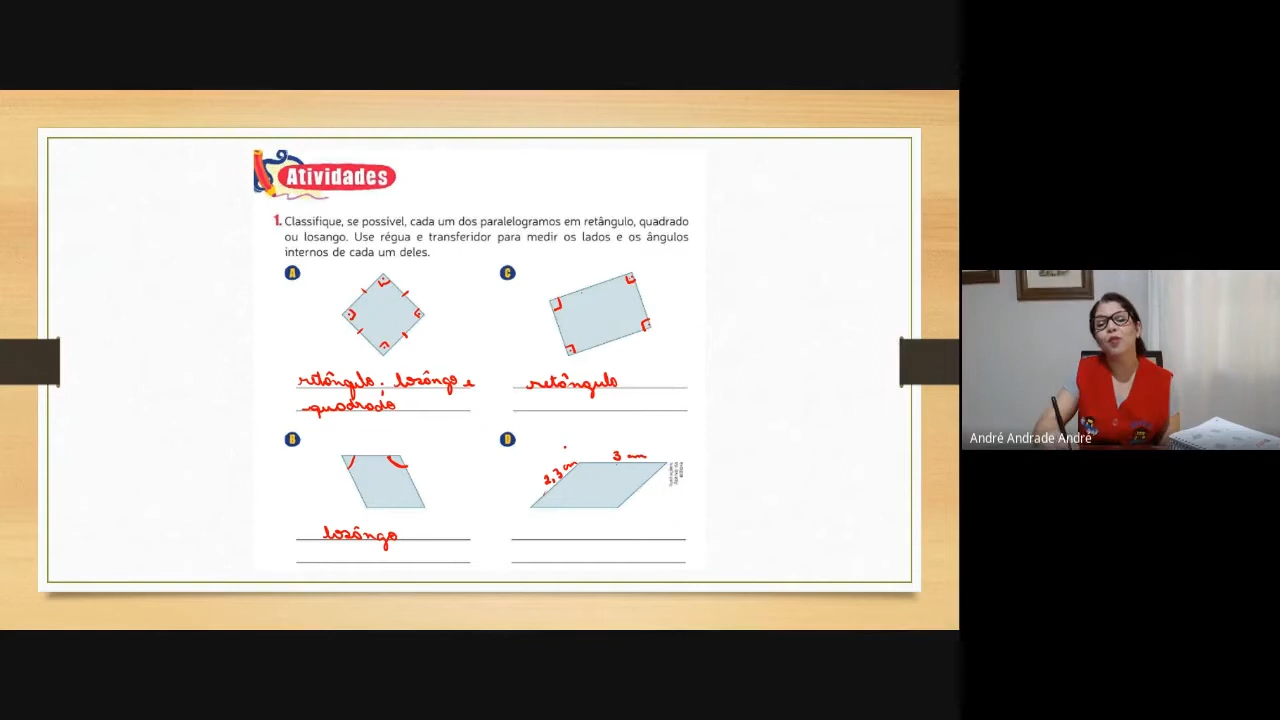 Atividades
1. Classifique, se possível, cada um dos paralelogramos em retângulo, quadrado
ou losango. Use régua e transferidor para medir os lados e os ângulos
internos de cada um deles.
A
C
retângulo, losângo e
quadrado
retângulo
B
D
3 cm
2,3 cm
losângo
André Andrade André